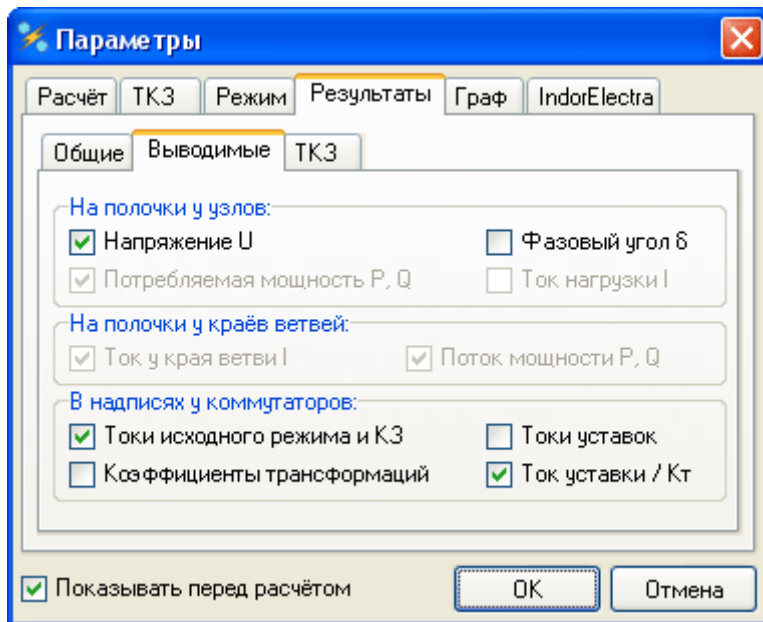 Параметры
Расчёт ТКЗ Режим Результаты Граф IndorElectra
Общие Выводимые ТКЗ
На полочки у узлов:
Напряжение U Фазовый угол δ
Потребляемая мощность P, Q Ток нагрузки I
На полочки у краёв ветвей:
Ток у края ветви I Поток мощности P, Q
В надписях у коммутаторов:
Токи исходного режима и КЗ Токи уставок
Коэффициенты трансформаций Ток уставки / Кт
Показывать перед расчётом OK Отмена